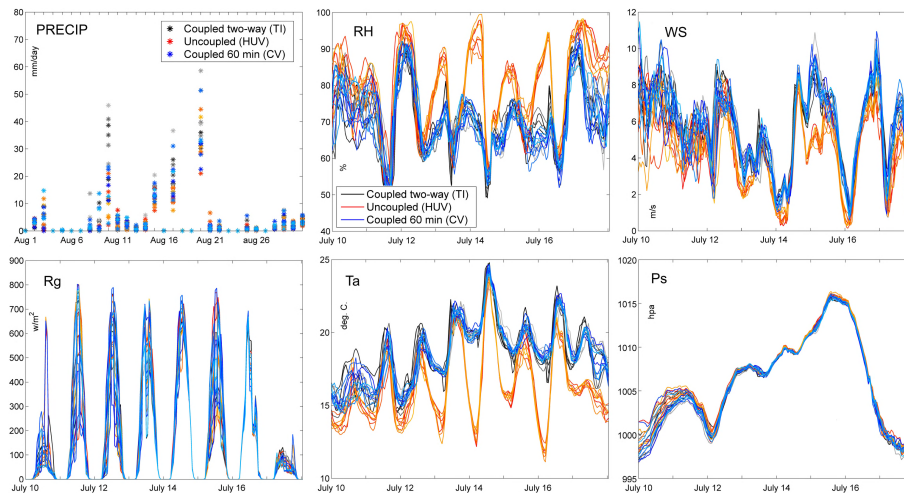 PRECIP
mm/day
Coupled two-way (TI)
Uncoupled (HUV)
Coupled 60 min (CV)
80
70
60
50
40
30
20
10
0
Aug 1
Aug 6
Aug11
Aug16
Aug 21
aug26
RH
%
100
90
80
70
60
50
Coupled two-way (TI)
Uncoupled (HUV)
Coupled 60 min (CV)
July 10
July 12
July 14
July 16
WS
m/s
12
10
8
6
4
2
0
July 10
July 12
July 14
July 16
Rg
w/m²
900
800
700
600
500
400
300
200
100
0
July 10
July 12
July 14
July 16
Ta
deg. C.
25
20
15
10
July 10
July 12
July 14
July 16
Ps
hpa
1020
1015
1010
1005
1000
995
July 10
July 12
July 14
July 16